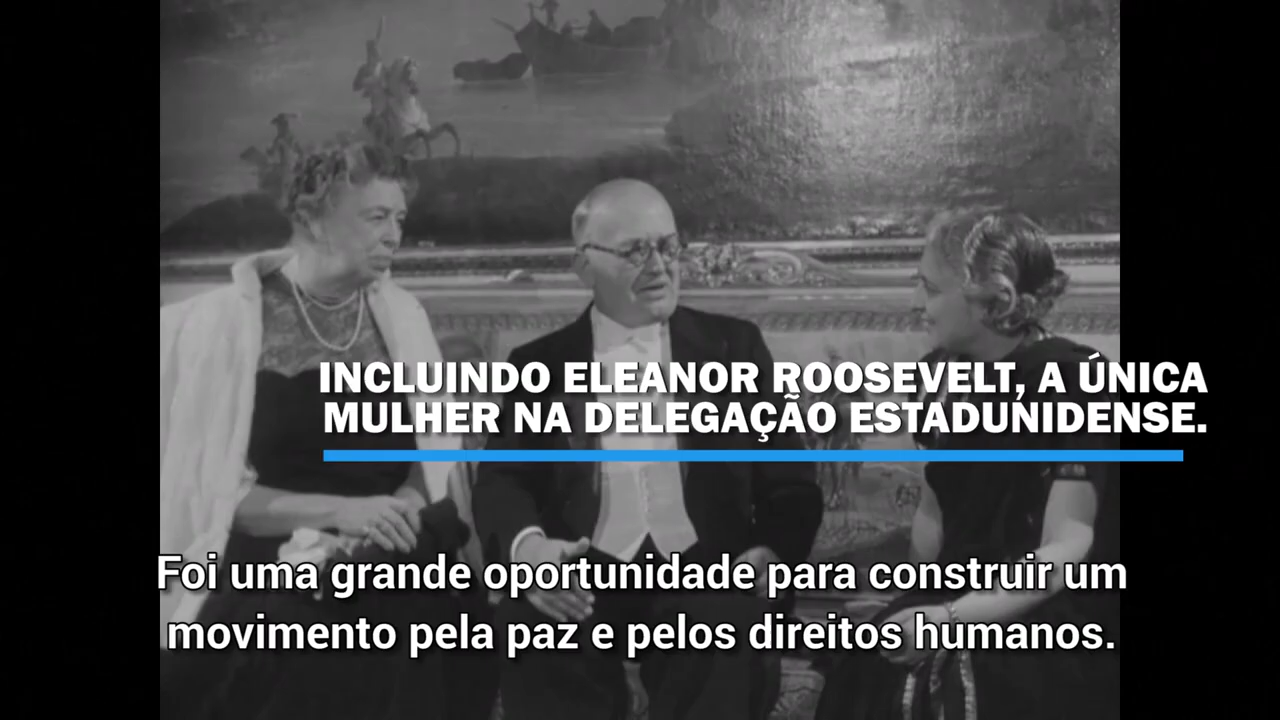 INCLUINDO ELEANOR ROOSEVELT, A ÚNICA
MULHER NA DELEGAÇÃO ESTADUNIDENSE.
Foi uma grande oportunidade para construir um
movimento pela paz e pelos direitos humanos.